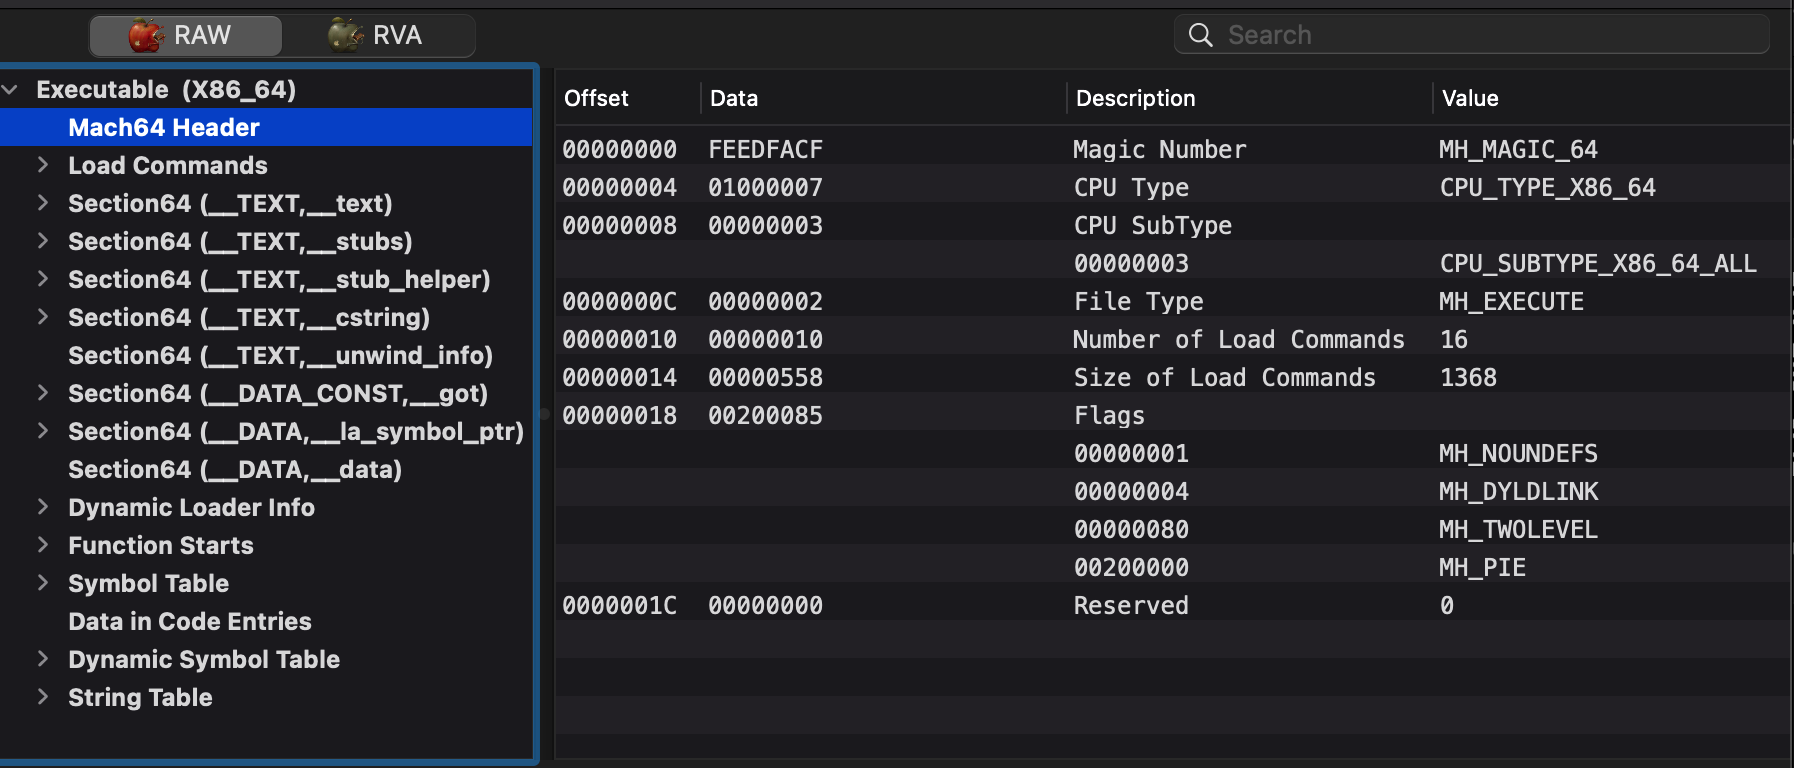 RAW RVA Search
Executable (X86_64)
Mach64 Header
Load Commands
Section64 (__TEXT,__text)
Section64 (__TEXT,__stubs)
Section64 (__TEXT,__stub_helper)
Section64 (__TEXT,__cstring)
Section64 (__TEXT,__unwind_info)
Section64 (__DATA_CONST,__got)
Section64 (__DATA,__la_symbol_ptr)
Section64 (__DATA,__data)
Dynamic Loader Info
Function Starts
Symbol Table
Data in Code Entries
Dynamic Symbol Table
String Table
Offset Data Description Value
00000000 FEEDFACF Magic Number MH_MAGIC_64
00000004 01000007 CPU Type CPU_TYPE_X86_64
00000008 00000003 CPU SubType
00000003 CPU_SUBTYPE_X86_64_ALL
0000000C 00000002 File Type MH_EXECUTE
00000010 00000010 Number of Load Commands 16
00000014 00000558 Size of Load Commands 1368
00000018 00200085 Flags
00000001 MH_NOUNDEFS
00000004 MH_DYLDLINK
00000080 MH_TWOLEVEL
00200000 MH_PIE
0000001C 00000000 Reserved 0